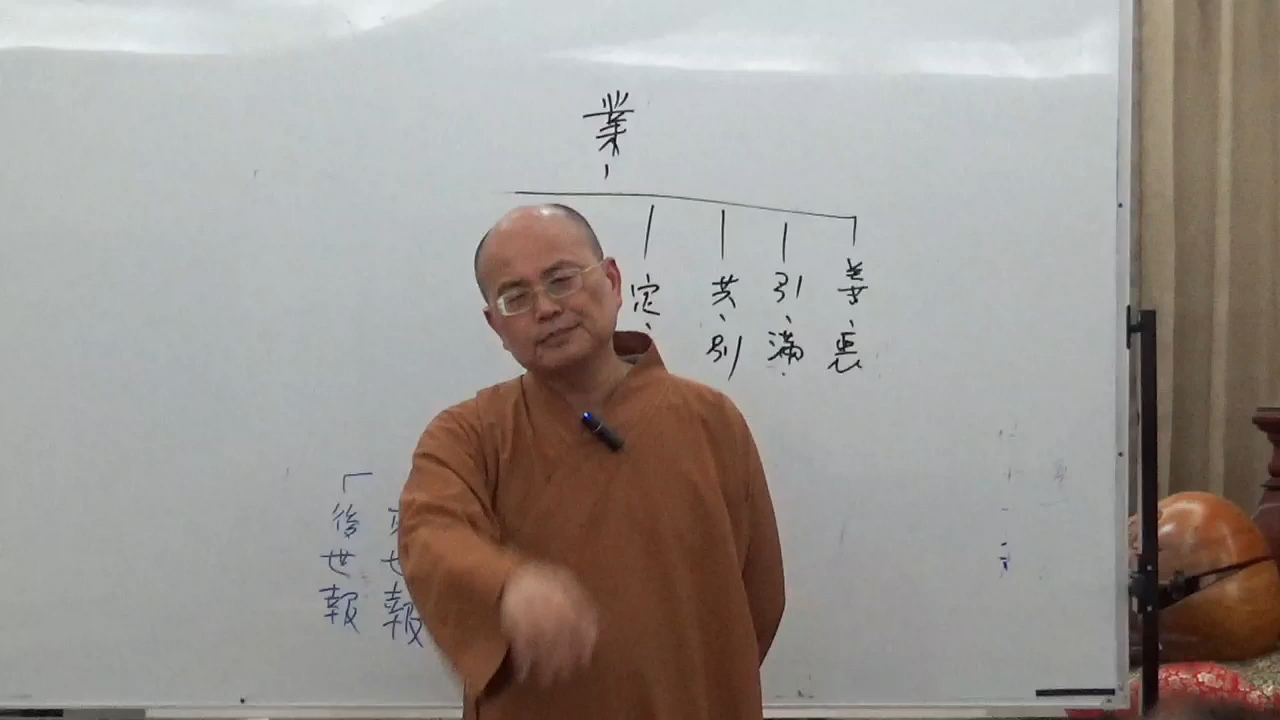 業
善、惡
引、滿
共、別
定、
世報
後世報